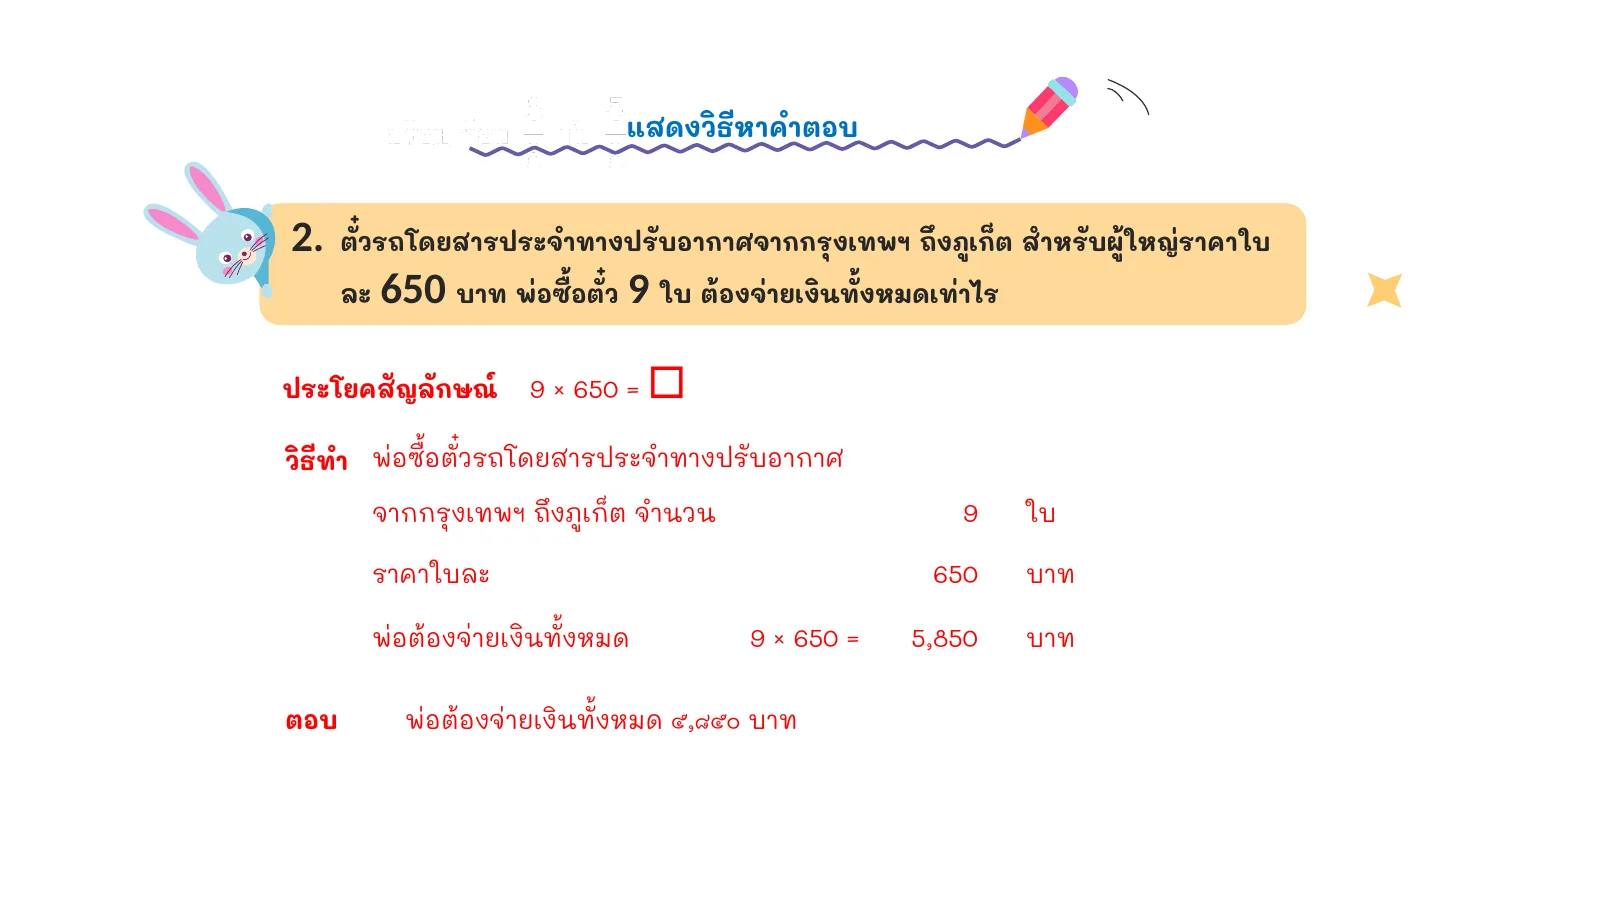 แสดงวิธีหาคำตอบ
2. ตั๋วรถโดยสารประจำทางปรับอากาศจากกรุงเทพฯ ถึงภูเก็ต สำหรับผู้ใหญ่ราคาใบ
ละ 650 บาท พ่อซื้อตั๋ว 9 ใบ ต้องจ่ายเงินทั้งหมดเท่าไร
ประโยคสัญลักษณ์ 9 × 650 = □
วิธีทำ พ่อซื้อตั๋วรถโดยสารประจำทางปรับอากาศ
จากกรุงเทพฯ ถึงภูเก็ต จำนวน 9 ใบ
ราคาใบละ 650 บาท
พ่อต้องจ่ายเงินทั้งหมด 9 × 650 = 5,850 บาท
ตอบ พ่อต้องจ่ายเงินทั้งหมด ๕,๘๕๐ บาท